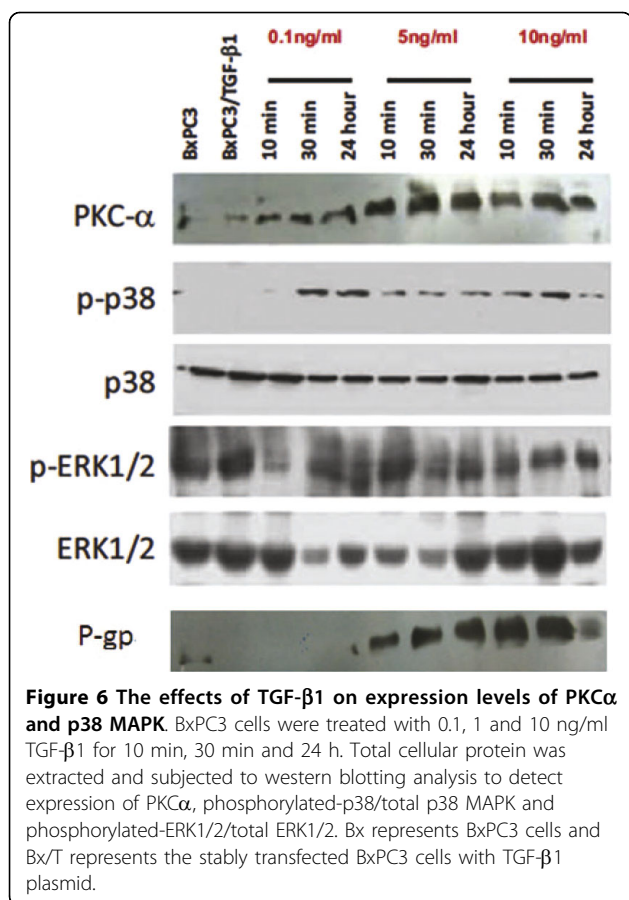 0.1ng/ml 5ng/ml 10ng/ml
BxPC3 BxPC3/TGF-β1 10 min 30 min 24 hour 10 min 30 min 24 hour 10 min 30 min 24 hour
PKC-α
p-p38
p38
p-ERK1/2
ERK1/2
P-gp
Figure 6 The effects of TGF-β1 on expression levels of PKCα
and p38 MAPK. BxPC3 cells were treated with 0.1, 1 and 10 ng/ml
TGF-β1 for 10 min, 30 min and 24 h. Total cellular protein was
extracted and subjected to western blotting analysis to detect
expression of PKCα, phosphorylated-p38/total p38 MAPK and
phosphorylated-ERK1/2/total ERK1/2. Bx represents BxPC3 cells and
Bx/T represents the stably transfected BxPC3 cells with TGF-β1
plasmid.